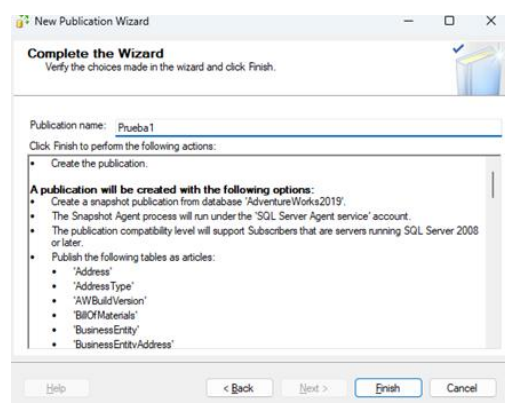 New Publication Wizard
Complete the Wizard
Verify the choices made in the wizard and click Finish.
Publication name: Prueba1
Click Finish to perform the following actions:
• Create the publication.
A publication will be created with the following options:
• Create a snapshot publication from database 'AdventureWorks2019'.
• The Snapshot Agent process will run under the 'SQL Server Agent service' account.
• The publication compatibility level will support Subscribers that are servers running SQL Server 2008
or later.
• Publish the following tables as articles:
• 'Address'
• 'AddressType'
• 'AWBuildVersion'
• 'BillOfMaterials'
• 'BusinessEntity'
• 'BusinessEntityAddress'
Help < Back Next > Finish Cancel